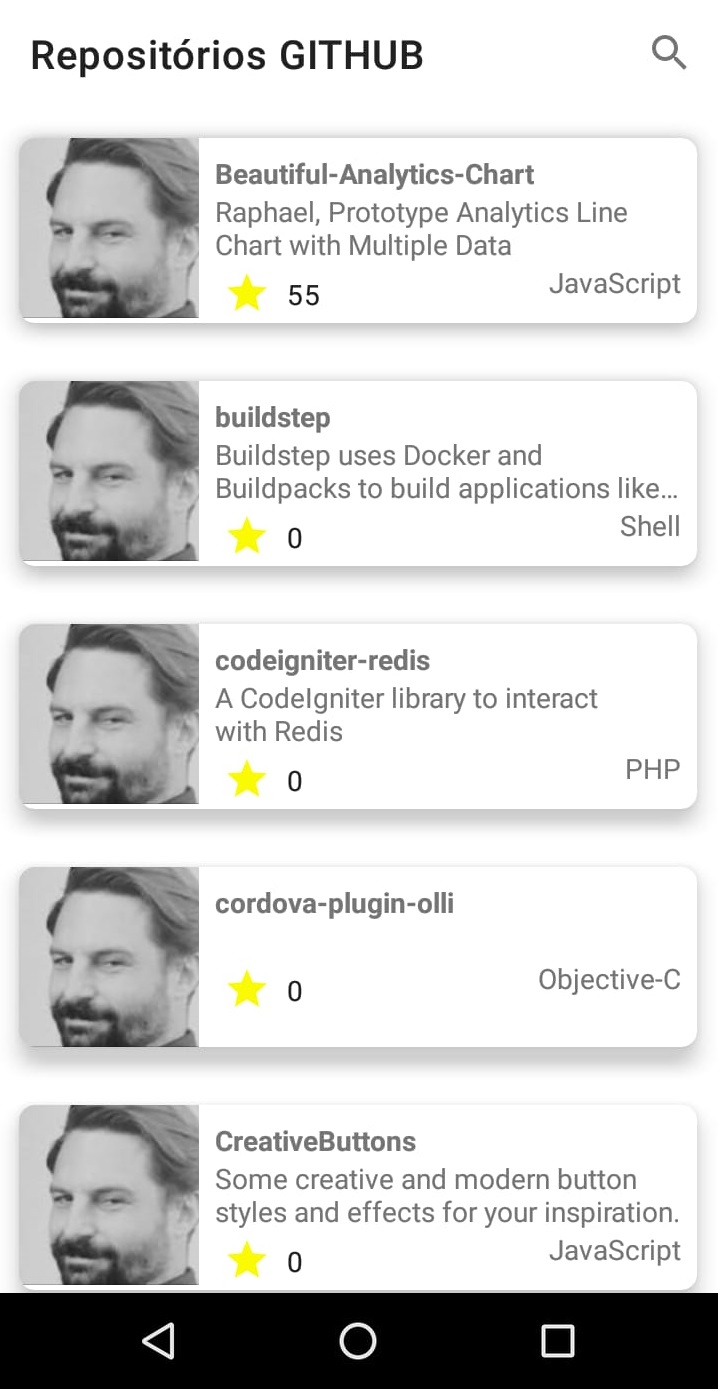 Repositórios GITHUB
Beautiful-Analytics-Chart
Raphael, Prototype Analytics Line
Chart with Multiple Data
55
JavaScript
buildstep
Buildstep uses Docker and
Buildpacks to build applications like…
0
Shell
codeigniter-redis
A CodeIgniter library to interact
with Redis
0
PHP
cordova-plugin-olli
0
Objective-C
CreativeButtons
Some creative and modern button
styles and effects for your inspiration.
0
JavaScript